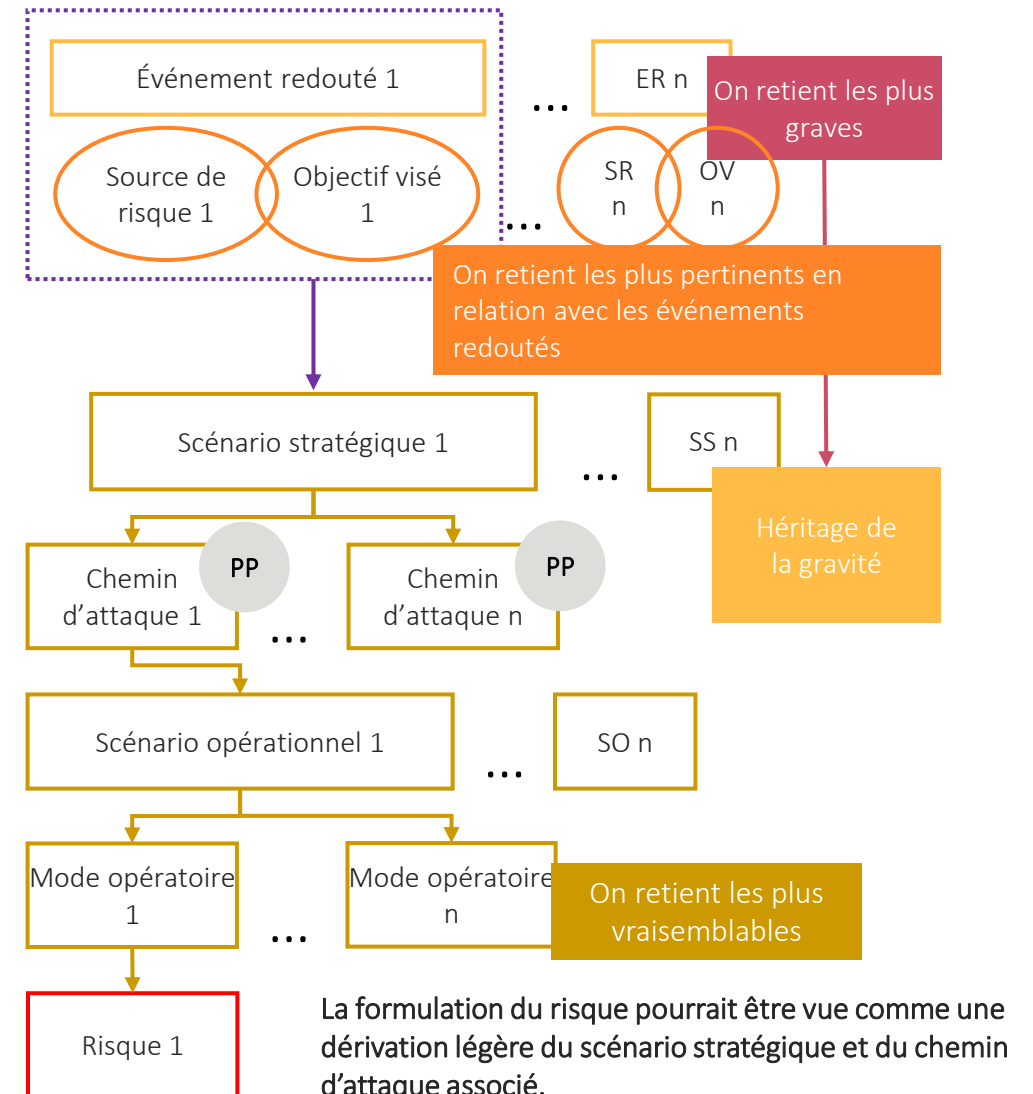 Événement redouté 1
...
ER n
On retient les plus
graves
Source de
risque 1
Objectif visé
1
...
SR
n
OV
n
On retient les plus pertinents en
relation avec les événements
redoutés
Scénario stratégique 1
...
SS n
Héritage de
la gravité
Chemin
d’attaque 1
PP
...
Chemin
d’attaque n
PP
Scénario opérationnel 1
...
SO n
Mode opératoire
1
...
Mode opératoire
n
On retient les plus
vraisemblables
Risque 1
La formulation du risque pourrait être vue comme une
dérivation légère du scénario stratégique et du chemin
d’attaque associé.